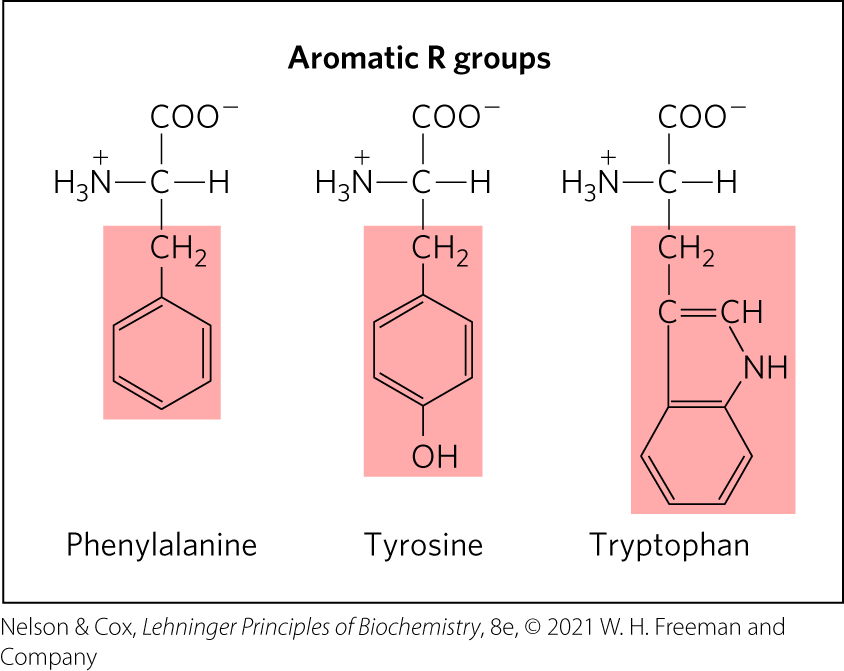 Aromatic R groups
COO⁻ COO⁻ COO⁻
+ + +
H₃N—C—H H₃N—C—H H₃N—C—H
CH₂ CH₂ CH₂
C=CH
NH
OH
Phenylalanine Tyrosine Tryptophan
Nelson & Cox, Lehninger Principles of Biochemistry, 8e, © 2021 W. H. Freeman and
Company